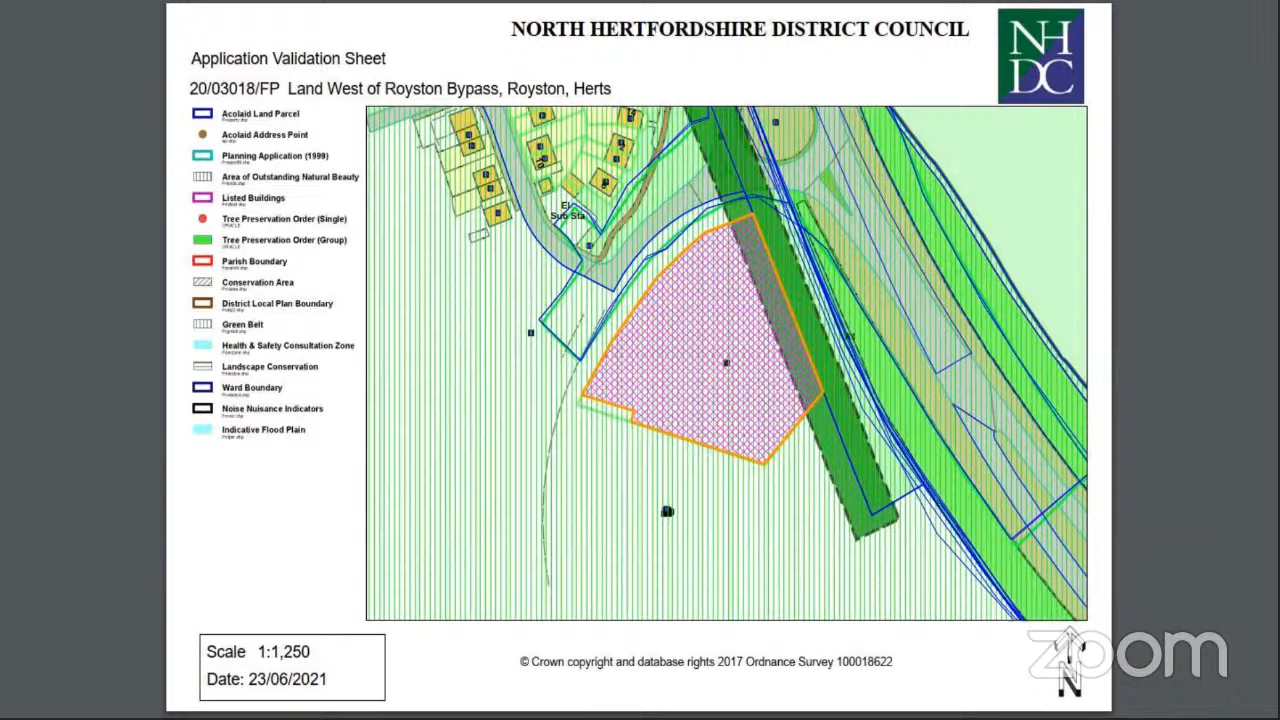 NORTH HERTFORDSHIRE DISTRICT COUNCIL
NH
DC
Application Validation Sheet
20/03018/FP Land West of Royston Bypass, Royston, Herts
Acolaid Land Parcel
Acolaid Address Point
Planning Application (1999)
Area of Outstanding Natural Beauty
Listed Buildings
Tree Preservation Order (Single)
Tree Preservation Order (Group)
Parish Boundary
Conservation Area
District Local Plan Boundary
Green Belt
Health & Safety Consultation Zone
Landscape Conservation
Ward Boundary
Noise Nuisance Indicators
Indicative Flood Plain
El
Sub Sta
Scale 1:1,250
Date: 23/06/2021
© Crown copyright and database rights 2017 Ordnance Survey 100018622
zoom
N